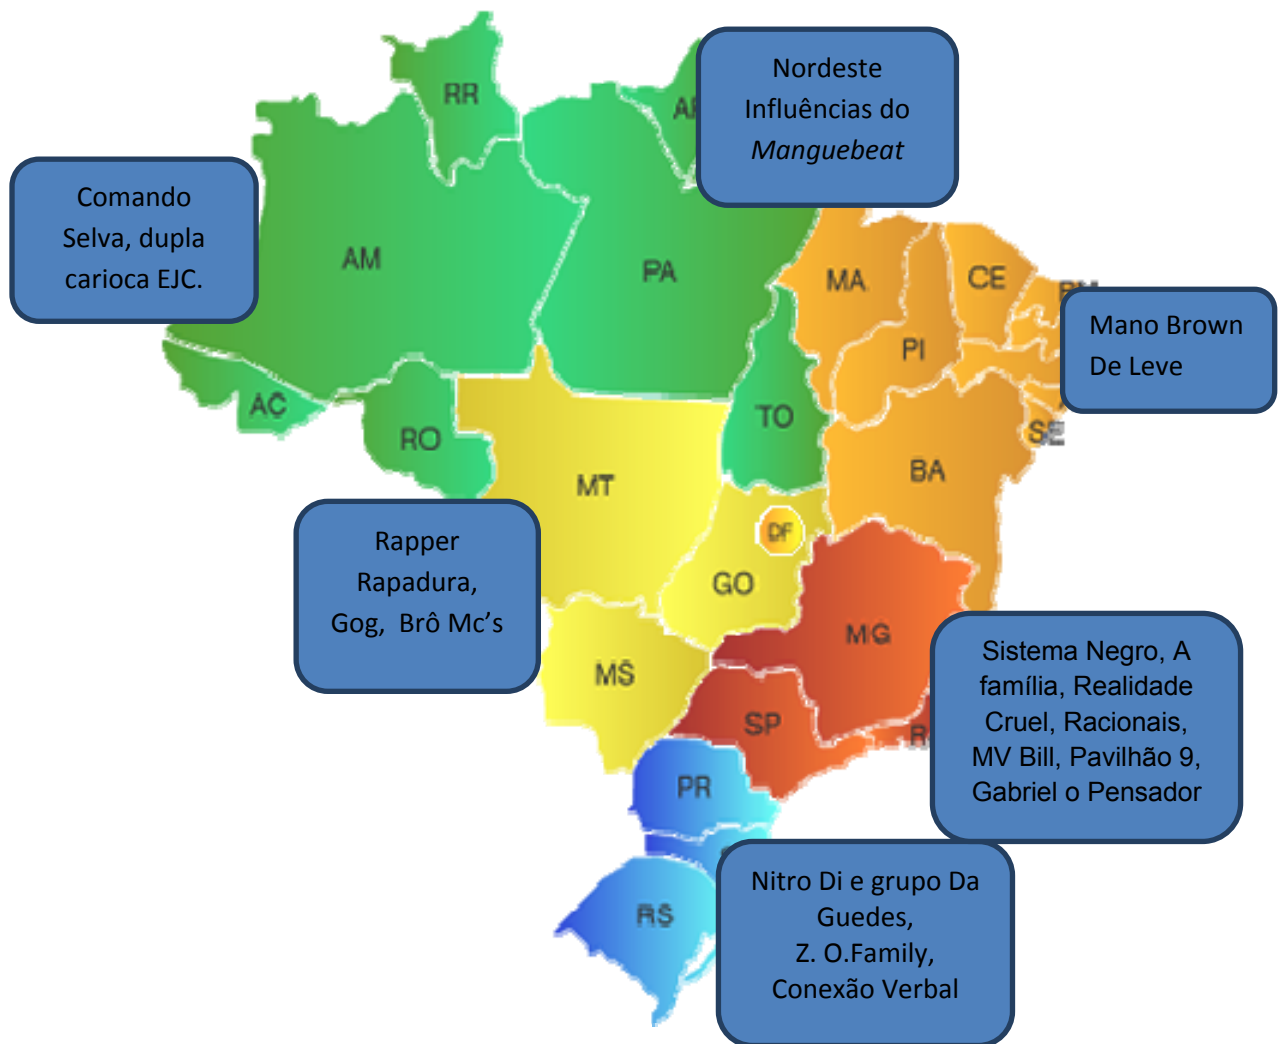 Nordeste
Influências do
Manguebeat
RR
Comando
Selva, dupla
carioca EJC.
AM
PA
MA
CE
PI
Mano Brown
De Leve
AC
RO
TO
SE
BA
MT
DF
GO
Rapper
Rapadura,
Gog, Brô Mc’s
MG
MS
SP
Sistema Negro, A
família, Realidade
Cruel, Racionais,
MV Bill, Pavilhão 9,
Gabriel o Pensador
PR
RS
Nitro Di e grupo Da
Guedes,
Z. O.Family,
Conexão Verbal